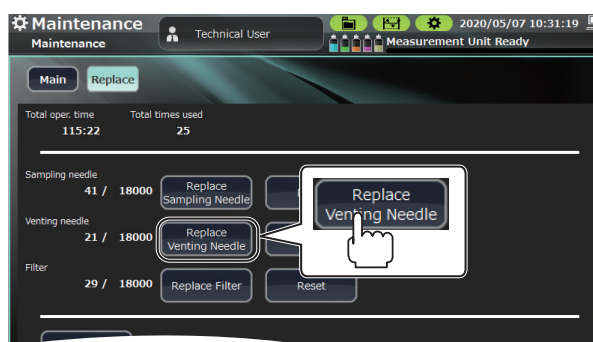 Maintenance
Maintenance
Technical User
2020/05/07 10:31:19
Measurement Unit Ready
Main
Replace
Total oper. time
Total times used
115:22
25
Sampling needle
41 / 18000
Replace
Sampling Needle
Venting needle
21 / 18000
Replace
Venting Needle
Replace
Venting Needle
Filter
29 / 18000
Replace Filter
Reset